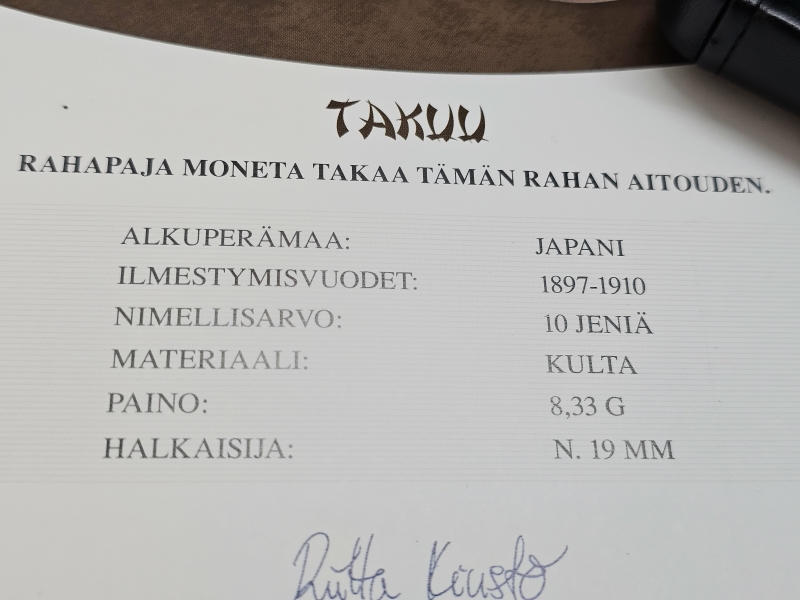 TAKUU
RAHAPAJA MONETA TAKAA TÄMÄN RAHAN AITOUDEN.
ALKUPERÄMAA: JAPANI
ILMESTYMISVUODET: 1897-1910
NIMELLISARVO: 10 JENIÄ
MATERIAALI: KULTA
PAINO: 8,33 G
HALKAISIJA: N. 19 MM